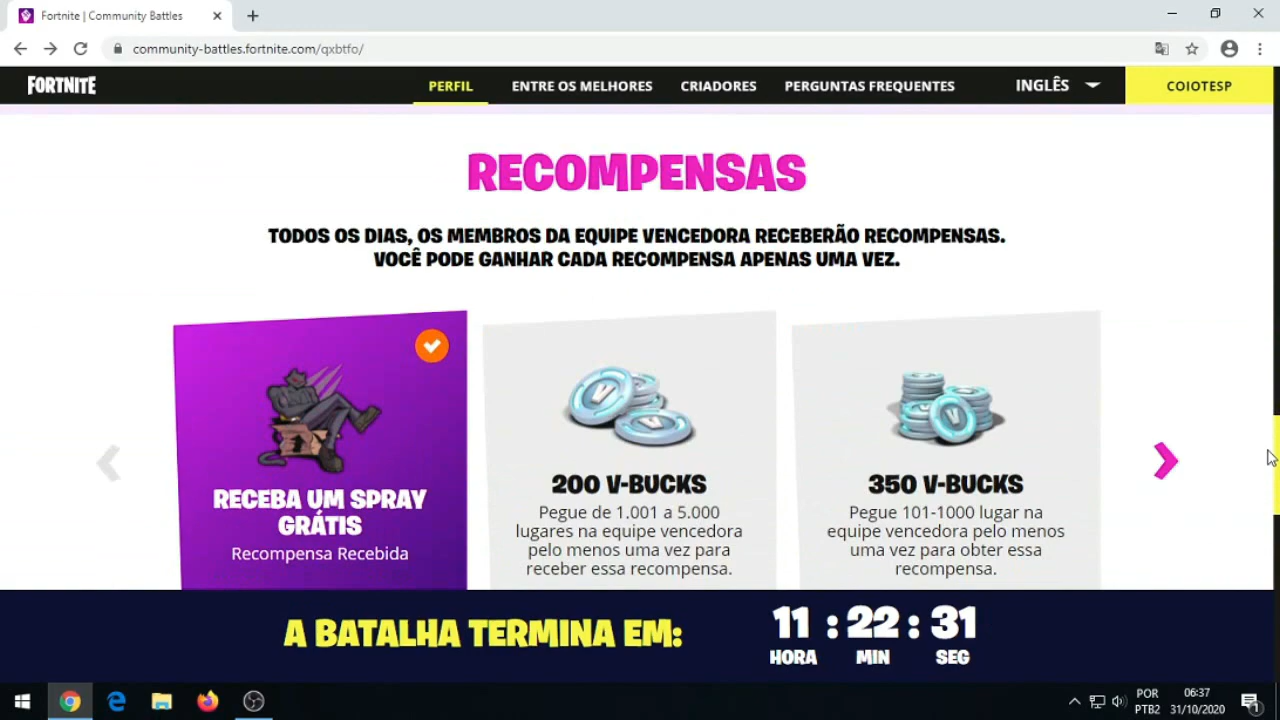 Fortnite | Community Battles
community-battles.fortnite.com/qxbtfo/
FORTNITE
PERFIL
ENTRE OS MELHORES
CRIADORES
PERGUNTAS FREQUENTES
INGLÊS
COIOTESP
RECOMPENSAS
TODOS OS DIAS, OS MEMBROS DA EQUIPE VENCEDORA RECEBERÃO RECOMPENSAS.
VOCÊ PODE GANHAR CADA RECOMPENSA APENAS UMA VEZ.
RECEBA UM SPRAY
GRÁTIS
Recompensa Recebida
200 V-BUCKS
Pegue de 1.001 a 5.000
lugares na equipe vencedora
pelo menos uma vez para
receber essa recompensa.
350 V-BUCKS
Pegue 101-1000 lugar na
equipe vencedora pelo menos
uma vez para obter essa
recompensa.
A BATALHA TERMINA EM:
11 : 22 : 31
HORA MIN SEG
POR
PTB2
06:37
31/10/2020
1